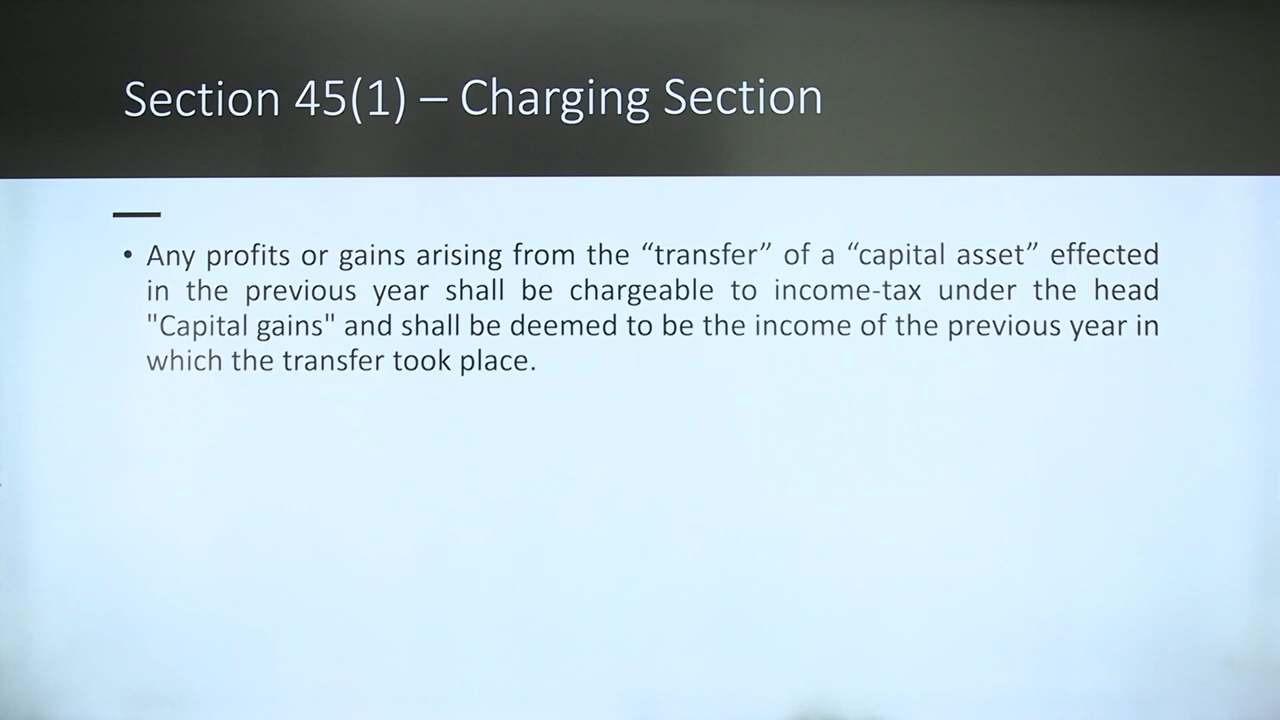 Section 45(1) – Charging Section
• Any profits or gains arising from the “transfer” of a “capital asset” effected
in the previous year shall be chargeable to income-tax under the head
"Capital gains" and shall be deemed to be the income of the previous year in
which the transfer took place.